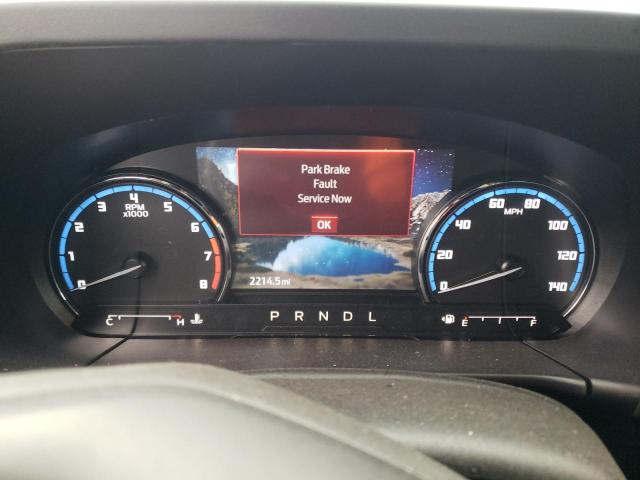 Park Brake
Fault
Service Now
OK
2214.5 mi
0 1 2 3 4 5 6 7 8
RPM
x1000
0 20 40 60 80 100 120 140
MPH
C H
P R N D L
E F